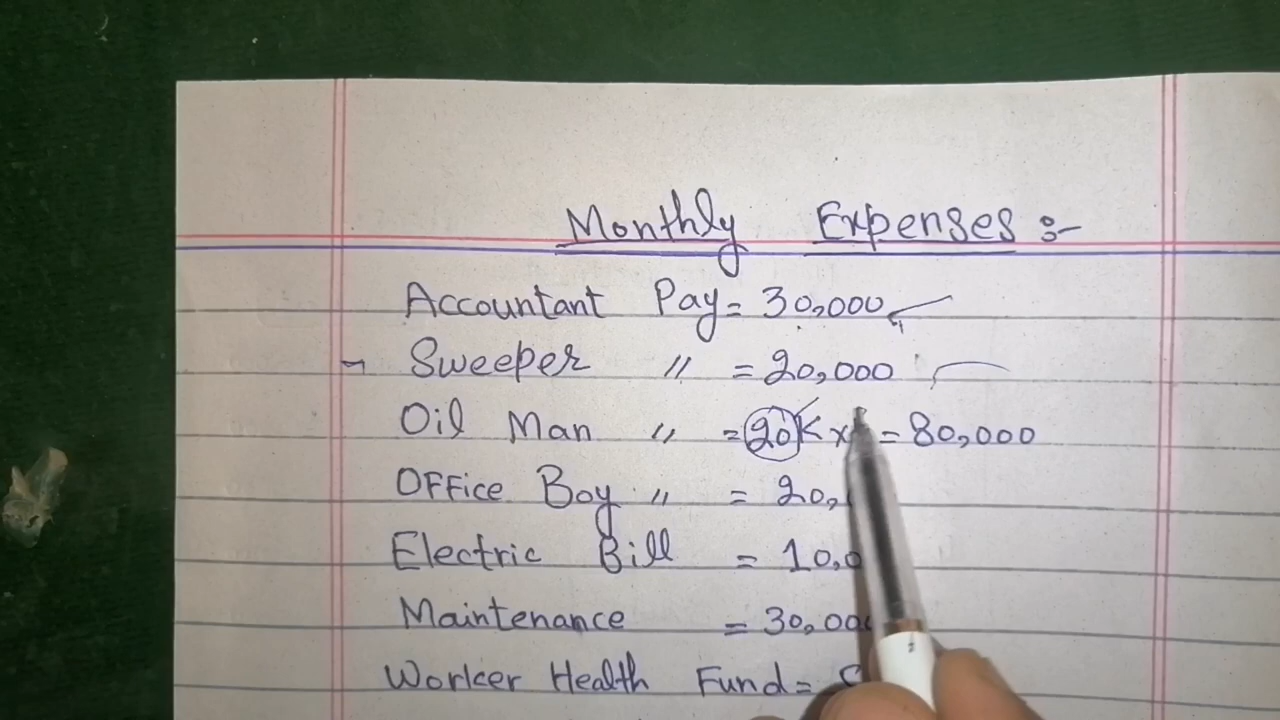 Monthly Expenses :-
Accountant Pay = 30,000
Sweeper " = 20,000
Oil Man " = 20K x = 80,000
Office Boy " = 20,
Electric Bill = 10,0
Maintenance = 30,000
Worker Health Fund =